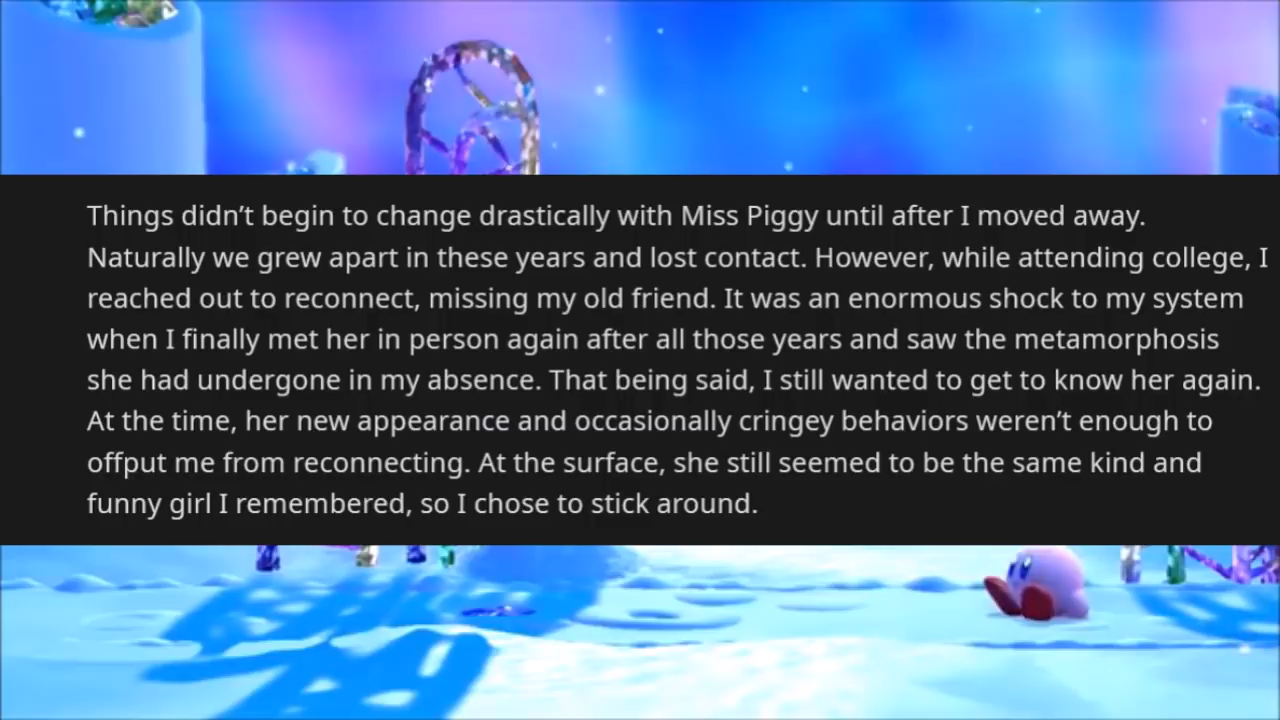 Things didn’t begin to change drastically with Miss Piggy until after I moved away.
Naturally we grew apart in these years and lost contact. However, while attending college, I
reached out to reconnect, missing my old friend. It was an enormous shock to my system
when I finally met her in person again after all those years and saw the metamorphosis
she had undergone in my absence. That being said, I still wanted to get to know her again.
At the time, her new appearance and occasionally cringey behaviors weren’t enough to
offput me from reconnecting. At the surface, she still seemed to be the same kind and
funny girl I remembered, so I chose to stick around.